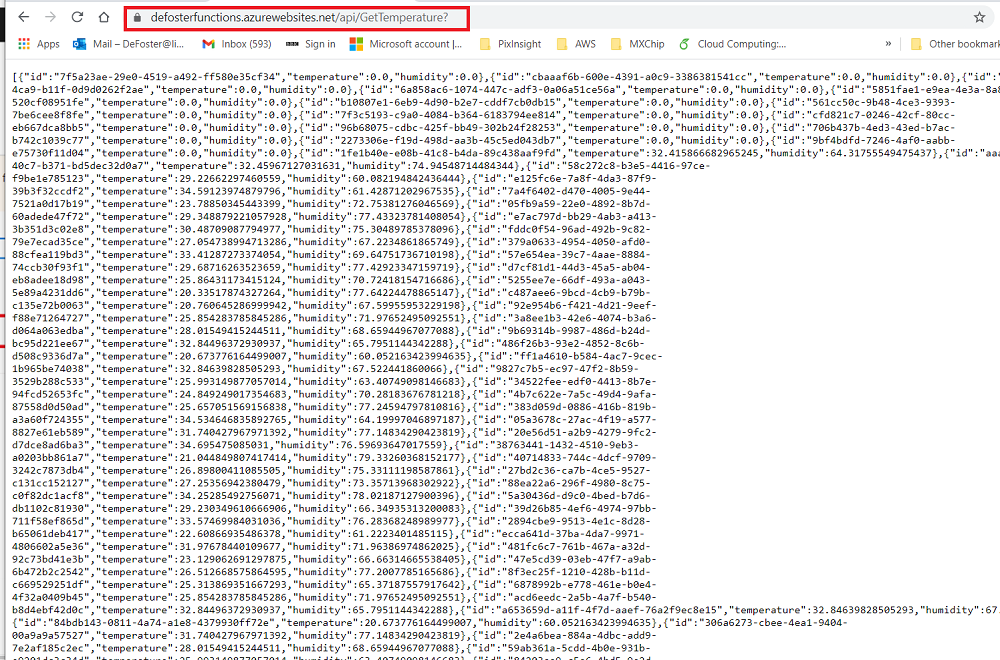 defosterfunctions.azurewebsites.net/api/GetTemperature?
Apps Mail – DeFoster@li... Inbox (593) Sign in Microsoft account |... PixInsight AWS MXChip Cloud Computing:... » Other bookmark
[{"id":"7f5a23ae-29e0-4519-a492-ff580e35cf34","temperature":0.0,"humidity":0.0},{"id":"cbaaaf6b-600e-4391-a0c9-3386381541cc","temperature":0.0,"humidity":0.0},{"id":"
4ca9-b11f-0d9d0262f2ae","temperature":0.0,"humidity":0.0},{"id":"6a858ac6-1074-447c-adf3-0a06a51ce56a","temperature":0.0,"humidity":0.0},{"id":"5851fae1-e9ea-4e3a-8a8
520cf08951fe","temperature":0.0,"humidity":0.0},{"id":"b10807e1-6eb9-4d90-b2e7-cddf7cb0db15","temperature":0.0,"humidity":0.0},{"id":"561cc50c-9b48-4ce3-9393-
7be6cee8f8fe","temperature":0.0,"humidity":0.0},{"id":"7f3c5193-c9a0-4084-b364-6183794ee814","temperature":0.0,"humidity":0.0},{"id":"cfd821c7-0246-42cf-80cc-
eb667dca8bb5","temperature":0.0,"humidity":0.0},{"id":"96b68075-cdbc-425f-bb49-302b24f28253","temperature":0.0,"humidity":0.0},{"id":"706b437b-4ed3-43ed-b7ac-
b742c1039c77","temperature":0.0,"humidity":0.0},{"id":"2273306e-f19d-498d-aa3b-45c5ed043db7","temperature":0.0,"humidity":0.0},{"id":"9bf4bdfd-7246-4af0-aabb-
e75730f11d04","temperature":0.0,"humidity":0.0},{"id":"1fe1b40e-e08b-41c8-b4da-89c438aaf9fd","temperature":32.415866682965245,"humidity":64.31755549475437},{"id":"aaa
40c7-b371-bd5dec32d0a7","temperature":32.45967127031631,"humidity":74.94548714484344},{"id":"58c272c8-b3e5-4416-97ce-
f9be1e785123","temperature":29.22662297460559,"humidity":60.082194842436444},{"id":"e125fc6e-7a8f-4da3-87f9-
39b3f32ccdf2","temperature":34.59123974879796,"humidity":61.42871202967535},{"id":"7a4f6402-d470-4005-9e44-
7521a0d17b19","temperature":23.78850345443399,"humidity":72.75381276046569},{"id":"05fb9a59-22e0-4892-8b7d-
60adede47f72","temperature":29.348879221057928,"humidity":77.43323781408054},{"id":"e7ac797d-bb29-4ab3-a413-
3b351d3c02e8","temperature":30.48709087794977,"humidity":75.30489785378096},{"id":"fddc0f54-96ad-492b-9c82-
79e7ecad35ce","temperature":27.054738994713286,"humidity":67.2234861865749},{"id":"379a0633-4954-4050-afd0-
88cfea119bd3","temperature":33.41287273374054,"humidity":69.64751736710198},{"id":"57e654ea-39c7-4aae-8884-
74ccb30f93f1","temperature":29.68716263523659,"humidity":77.42923347159719},{"id":"d7cf81d1-44d3-45a5-ab04-
eb8adee18d98","temperature":25.86431173415124,"humidity":70.72418154716686},{"id":"5255ee7e-66df-493a-a043-
5e89a4231dd6","temperature":20.33517874327264,"humidity":77.64224478865147},{"id":"c487aee6-9bcd-4cb9-b79b-
c135e72b0063","temperature":20.760645286999942,"humidity":67.59955953229198},{"id":"92e954b6-f421-4d21-9eef-
f88e71264727","temperature":25.854283785845286,"humidity":71.97652495092551},{"id":"3a8ee1b3-42e6-4074-b3a6-
d064a063edba","temperature":28.01549415244511,"humidity":68.65944967077088},{"id":"9b69314b-9987-486d-b24d-
bc95d221ee67","temperature":32.84496372930937,"humidity":65.7951144342288},{"id":"486f26b3-93e2-4852-8c6b-
d508c9336d7a","temperature":20.673776164499007,"humidity":60.052163423994635},{"id":"ff1a4610-b584-4ac7-9cec-
1b965be74038","temperature":32.84639828505293,"humidity":67.522441860066},{"id":"9827c7b5-ec97-47f2-8b59-
3529b288c533","temperature":25.993149877057014,"humidity":63.40749098146683},{"id":"34522fee-edf0-4413-8b7e-
94fcd52653fc","temperature":24.849249017354683,"humidity":70.28183676781218},{"id":"4b7c622e-7a5c-49d4-9afa-
87558d0d50ad","temperature":25.657051569156838,"humidity":77.24594797810816},{"id":"383d059d-0886-416b-819b-
a3a60f724355","temperature":34.534646835892765,"humidity":64.19997046897187},{"id":"05a3678c-27ac-4f19-a577-
8827e61eb589","temperature":31.740427967971392,"humidity":77.14834290423819},{"id":"20e56d51-a2b9-4279-9fc2-
d7dce8ad6ba3","temperature":34.695475085031,"humidity":76.59693647017559},{"id":"38763441-1432-4510-9eb3-
a0203bb861a7","temperature":21.044849807417414,"humidity":79.33260368152177},{"id":"40714833-744c-4dcf-9709-
3242c7873db4","temperature":26.89800411085505,"humidity":75.33111198587861},{"id":"27bd2c36-ca7b-4ce5-9527-
c131cc152127","temperature":27.25356942380479,"humidity":73.35713968302922},{"id":"88ea22a6-296f-4980-8c75-
c0f82dc1acf8","temperature":34.25285492756071,"humidity":78.02187127900396},{"id":"5a30436d-d9c0-4bed-b7d6-
db1102c81930","temperature":29.230349610666906,"humidity":66.34935313200083},{"id":"39d26b85-4ef6-4974-97bb-
711f58ef865d","temperature":33.57469984031036,"humidity":76.28368248989977},{"id":"2894cbe9-9513-4e1c-8d28-
b65061deb417","temperature":22.60866935486378,"humidity":61.2223401485115},{"id":"ecca641d-37ba-4da7-9971-
4806602a5e36","temperature":31.97678440109677,"humidity":71.96386974862025},{"id":"481fc6c7-761b-467a-a32d-
92c73bd41e3b","temperature":23.129062691297875,"humidity":66.66314665538405},{"id":"47e5cd39-03eb-47f7-a9ab-
6b472b2c2542","temperature":26.512668575864595,"humidity":77.2007785165686},{"id":"8f3ec25f-1210-428b-b11d-
c669529251df","temperature":25.313869351667293,"humidity":65.37187557917642},{"id":"6878992b-e778-461e-b0e4-
4f32a0409b45","temperature":25.854283785845286,"humidity":71.97652495092551},{"id":"acd6eedc-2a5b-4a7f-b540-
b8d4ebf42d0c","temperature":32.84496372930937,"humidity":65.7951144342288},{"id":"a653659d-a11f-4f7d-aaef-76a2f9ec8e15","temperature":32.84639828505293,"humidity":67.
{"id":"84bdb143-0811-4a74-a1e8-4379930ff72e","temperature":20.673776164499007,"humidity":60.052163423994635},{"id":"306a6273-cbee-4ea1-9404-
00a9a9a57527","temperature":31.740427967971392,"humidity":77.14834290423819},{"id":"2e4a6bea-884a-4dbc-add9-
7e2af185c2ec","temperature":28.01549415244511,"humidity":68.65944967077088},{"id":"59ab361a-5cdd-4b0e-931b-